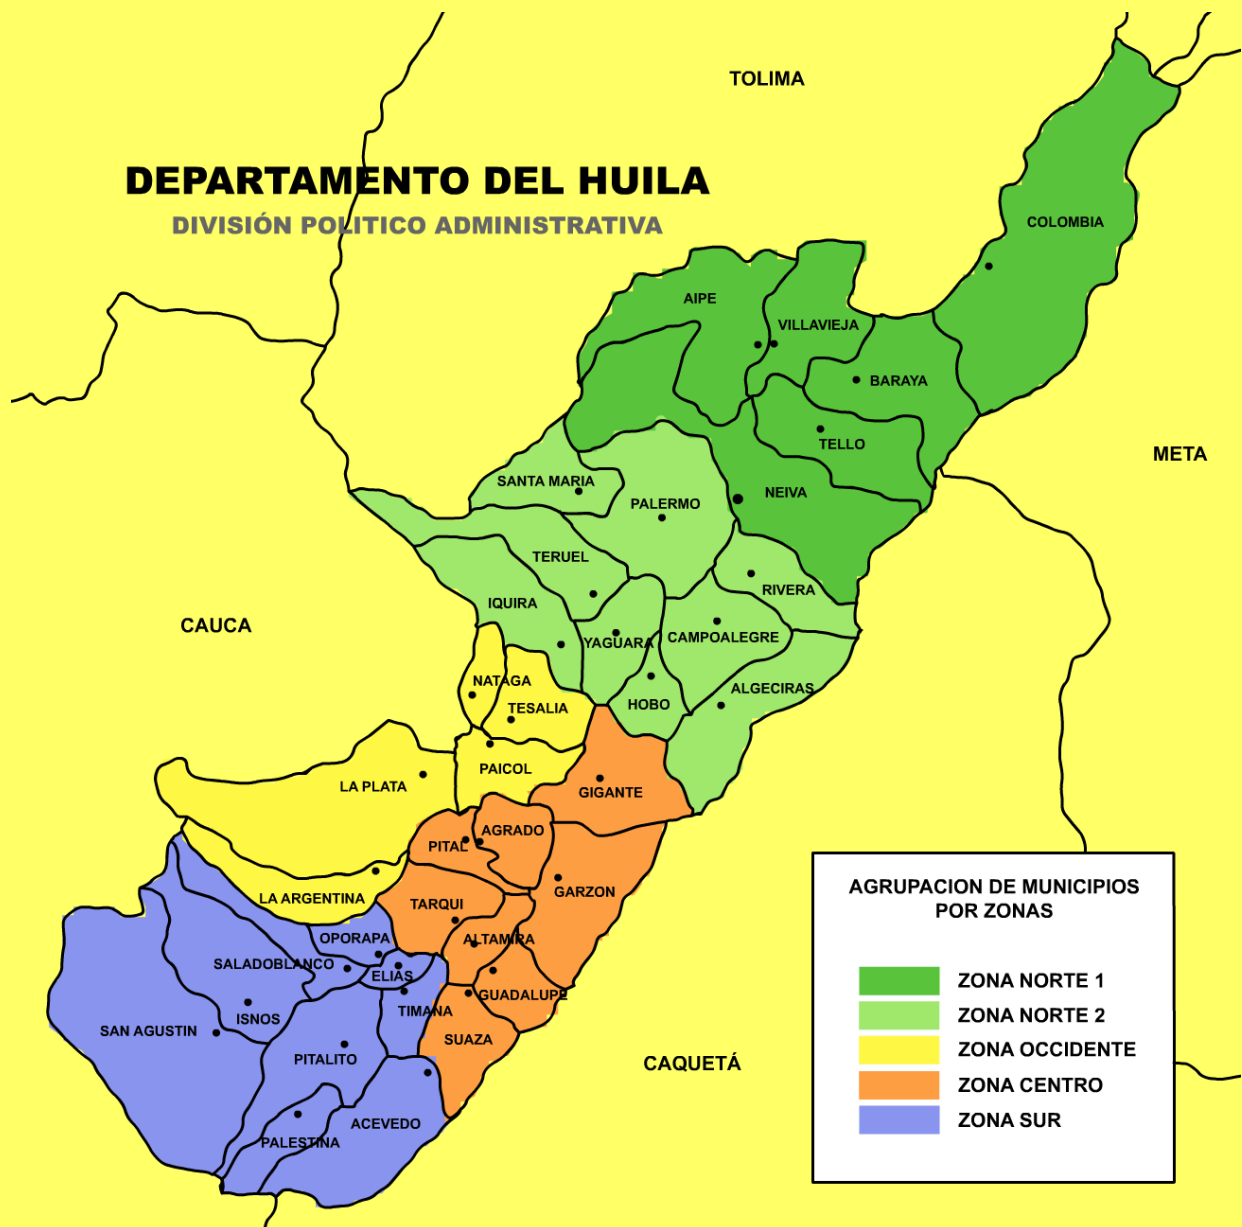 TOLIMA
DEPARTAMENTO DEL HUILA
DIVISIÓN POLITICO ADMINISTRATIVA
COLOMBIA
AIPE
VILLAVIEJA
BARAYA
TELLO
META
SANTA MARIA
NEIVA
PALERMO
TERUEL
RIVERA
IQUIRA
CAUCA
YAGUARA
CAMPOALEGRE
NATAGA
ALGECIRAS
TESALIA
HOBO
PAICOL
LA PLATA
GIGANTE
AGRADO
PITAL
GARZON
LA ARGENTINA
TARQUI
OPORAPA
ALTAMIRA
SALADOBLANCO
ELIAS
GUADALUPE
TIMANA
ISNOS
SAN AGUSTIN
SUAZA
PITALITO
CAQUETÁ
ACEVEDO
PALESTINA
AGRUPACION DE MUNICIPIOS
POR ZONAS
ZONA NORTE 1
ZONA NORTE 2
ZONA OCCIDENTE
ZONA CENTRO
ZONA SUR